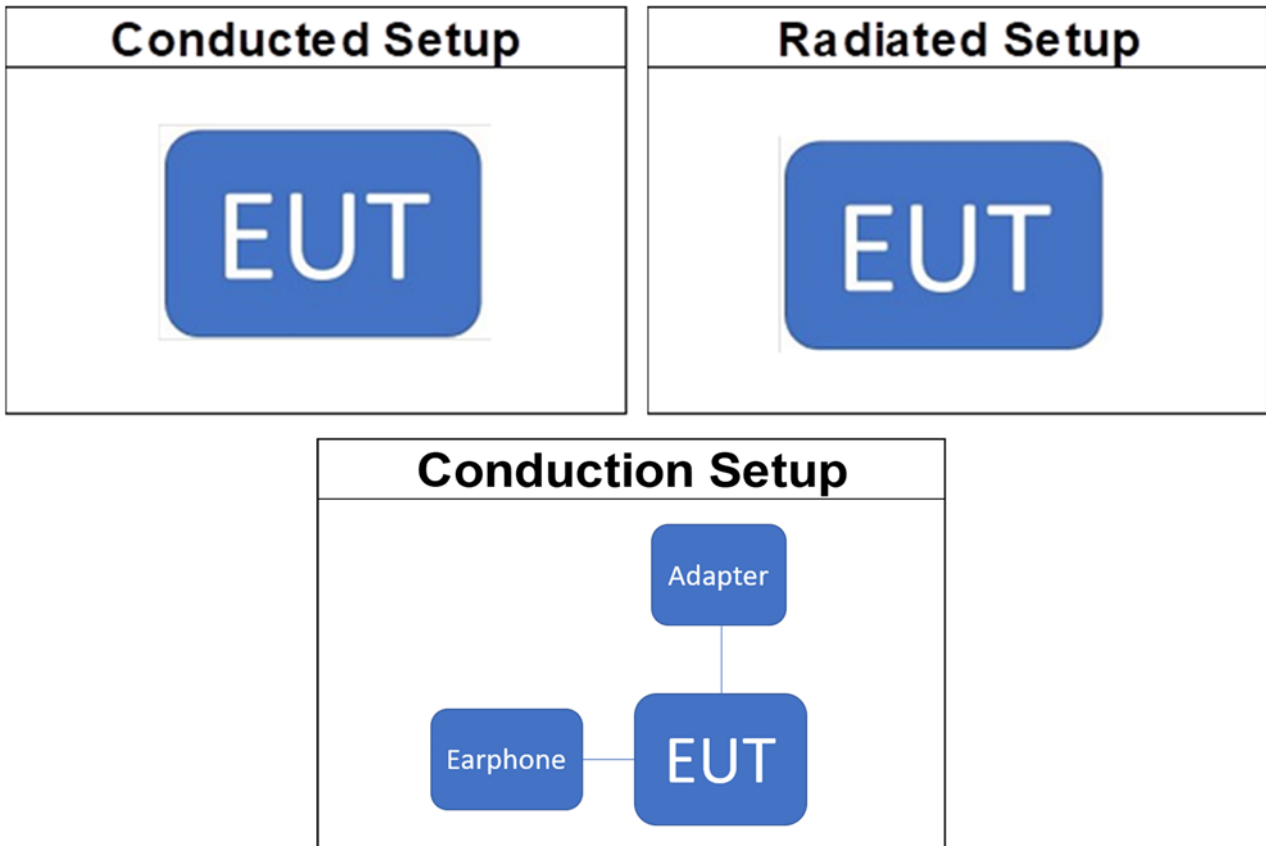 Conducted Setup
Radiated Setup
EUT
EUT
Conduction Setup
Adapter
Earphone
EUT